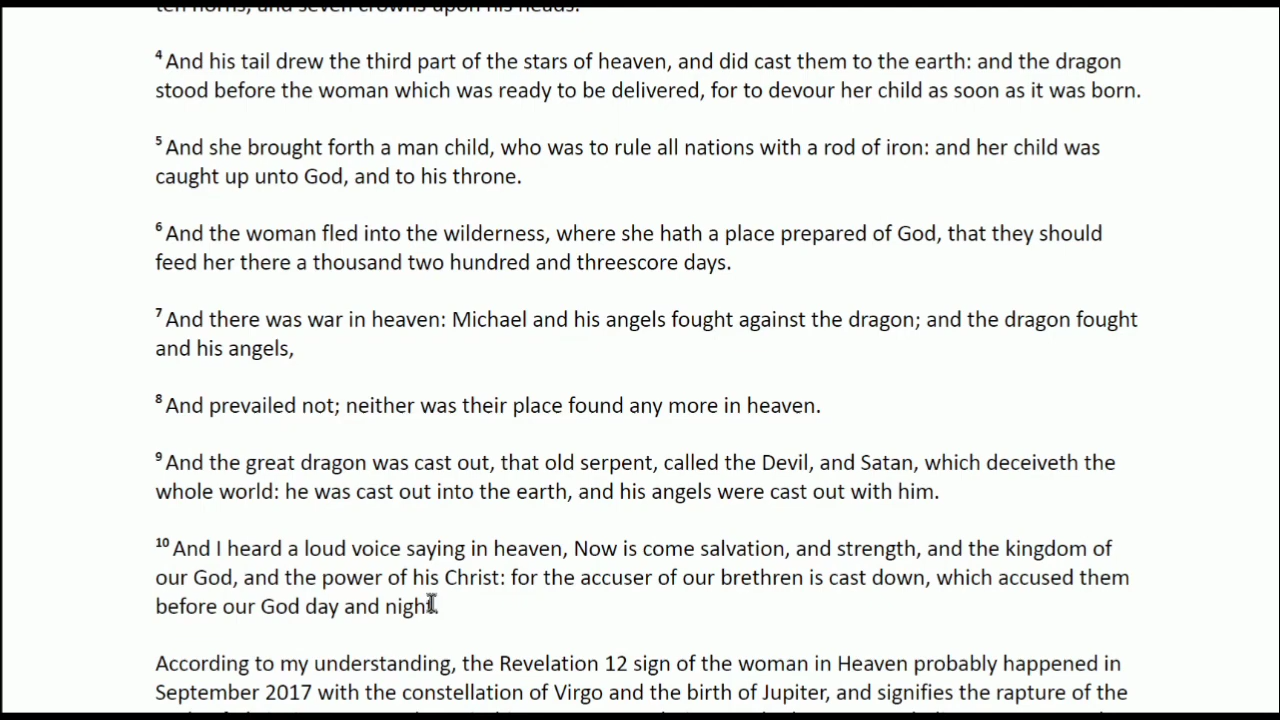 ten horns, and seven crowns upon his heads.
4 And his tail drew the third part of the stars of heaven, and did cast them to the earth: and the dragon
stood before the woman which was ready to be delivered, for to devour her child as soon as it was born.
5 And she brought forth a man child, who was to rule all nations with a rod of iron: and her child was
caught up unto God, and to his throne.
6 And the woman fled into the wilderness, where she hath a place prepared of God, that they should
feed her there a thousand two hundred and threescore days.
7 And there was war in heaven: Michael and his angels fought against the dragon; and the dragon fought
and his angels,
8 And prevailed not; neither was their place found any more in heaven.
9 And the great dragon was cast out, that old serpent, called the Devil, and Satan, which deceiveth the
whole world: he was cast out into the earth, and his angels were cast out with him.
10 And I heard a loud voice saying in heaven, Now is come salvation, and strength, and the kingdom of
our God, and the power of his Christ: for the accuser of our brethren is cast down, which accused them
before our God day and night.
According to my understanding, the Revelation 12 sign of the woman in Heaven probably happened in
September 2017 with the constellation of Virgo and the birth of Jupiter, and signifies the rapture of the